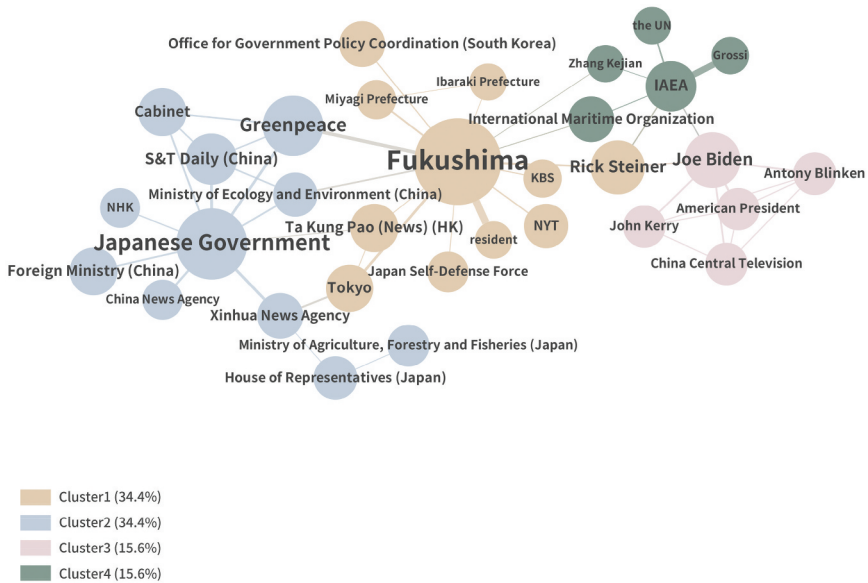 the UN
Office for Government Policy Coordination (South Korea)
Grossi
Zhang Kejian
Ibaraki Prefecture
IAEA
Miyagi Prefecture
Cabinet
International Maritime Organization
Greenpeace
S&T Daily (China)
Fukushima
Joe Biden
Rick Steiner
Antony Blinken
KBS
Ministry of Ecology and Environment (China)
NHK
American President
Ta Kung Pao (News) (HK)
NYT
John Kerry
resident
Japanese Government
China Central Television
Foreign Ministry (China)
Japan Self-Defense Force
Tokyo
China News Agency
Xinhua News Agency
Ministry of Agriculture, Forestry and Fisheries (Japan)
House of Representatives (Japan)
Cluster1 (34.4%)
Cluster2 (34.4%)
Cluster3 (15.6%)
Cluster4 (15.6%)